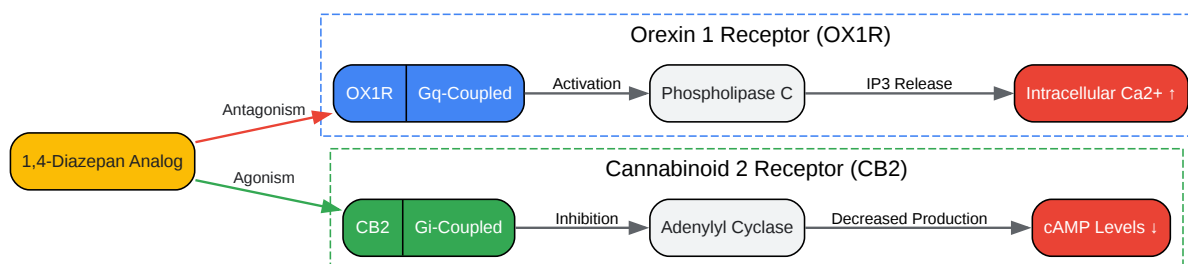 Orexin 1 Receptor (OX1R)
OX1R
Gq-Coupled
Activation
Phospholipase C
IP3 Release
Intracellular Ca2+ ↑
Antagonism
1,4-Diazepan Analog
Agonism
Cannabinoid 2 Receptor (CB2)
CB2
Gi-Coupled
Inhibition
Adenylyl Cyclase
Decreased Production
cAMP Levels ↓